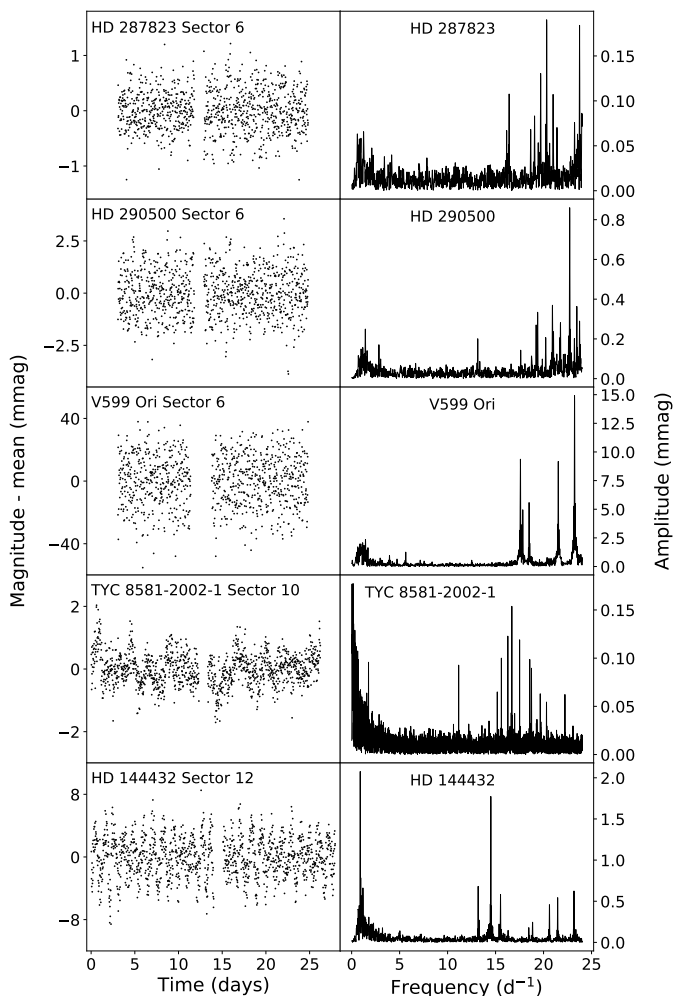 HD 287823 Sector 6
HD 287823
1
0
−1
0.15
0.10
0.05
0.00
HD 290500 Sector 6
HD 290500
2.5
0.0
−2.5
0.8
0.6
0.4
0.2
0.0
V599 Ori Sector 6
V599 Ori
40
0
−40
15.0
12.5
10.0
7.5
5.0
2.5
0.0
TYC 8581-2002-1 Sector 10
TYC 8581-2002-1
2
0
−2
0.15
0.10
0.05
0.00
HD 144432 Sector 12
HD 144432
8
0
−8
2.0
1.5
1.0
0.5
0.0
0 5 10 15 20 25
0 5 10 15 20 25
Time (days)
Frequency (d⁻¹)
Magnitude - mean (mmag)
Amplitude (mmag)